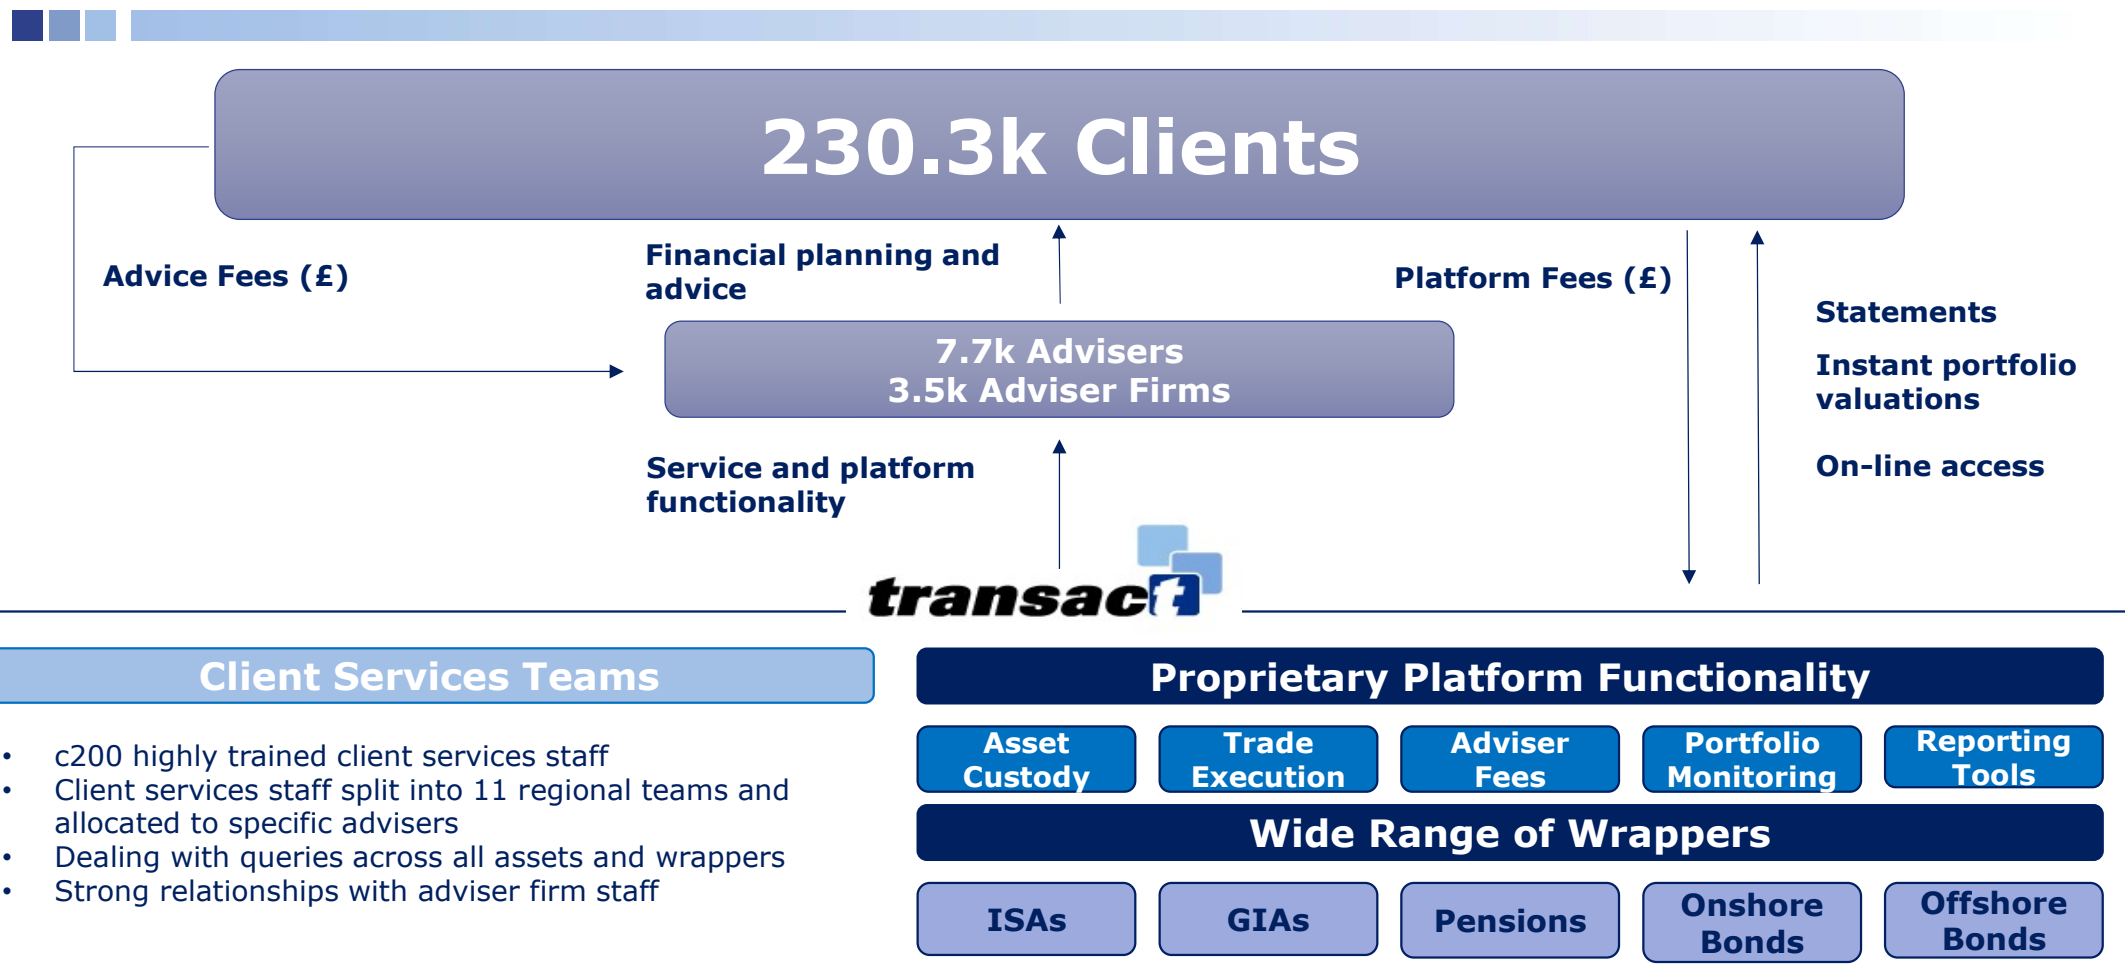 230.3k Clients
Advice Fees (£)
Financial planning and
advice
Platform Fees (£)
Statements
Instant portfolio
valuations
On-line access
7.7k Advisers
3.5k Adviser Firms
Service and platform
functionality
transact
Client Services Teams
• c200 highly trained client services staff
• Client services staff split into 11 regional teams and
allocated to specific advisers
• Dealing with queries across all assets and wrappers
• Strong relationships with adviser firm staff
Proprietary Platform Functionality
Asset
Custody
Trade
Execution
Adviser
Fees
Portfolio
Monitoring
Reporting
Tools
Wide Range of Wrappers
ISAs
GIAs
Pensions
Onshore
Bonds
Offshore
Bonds